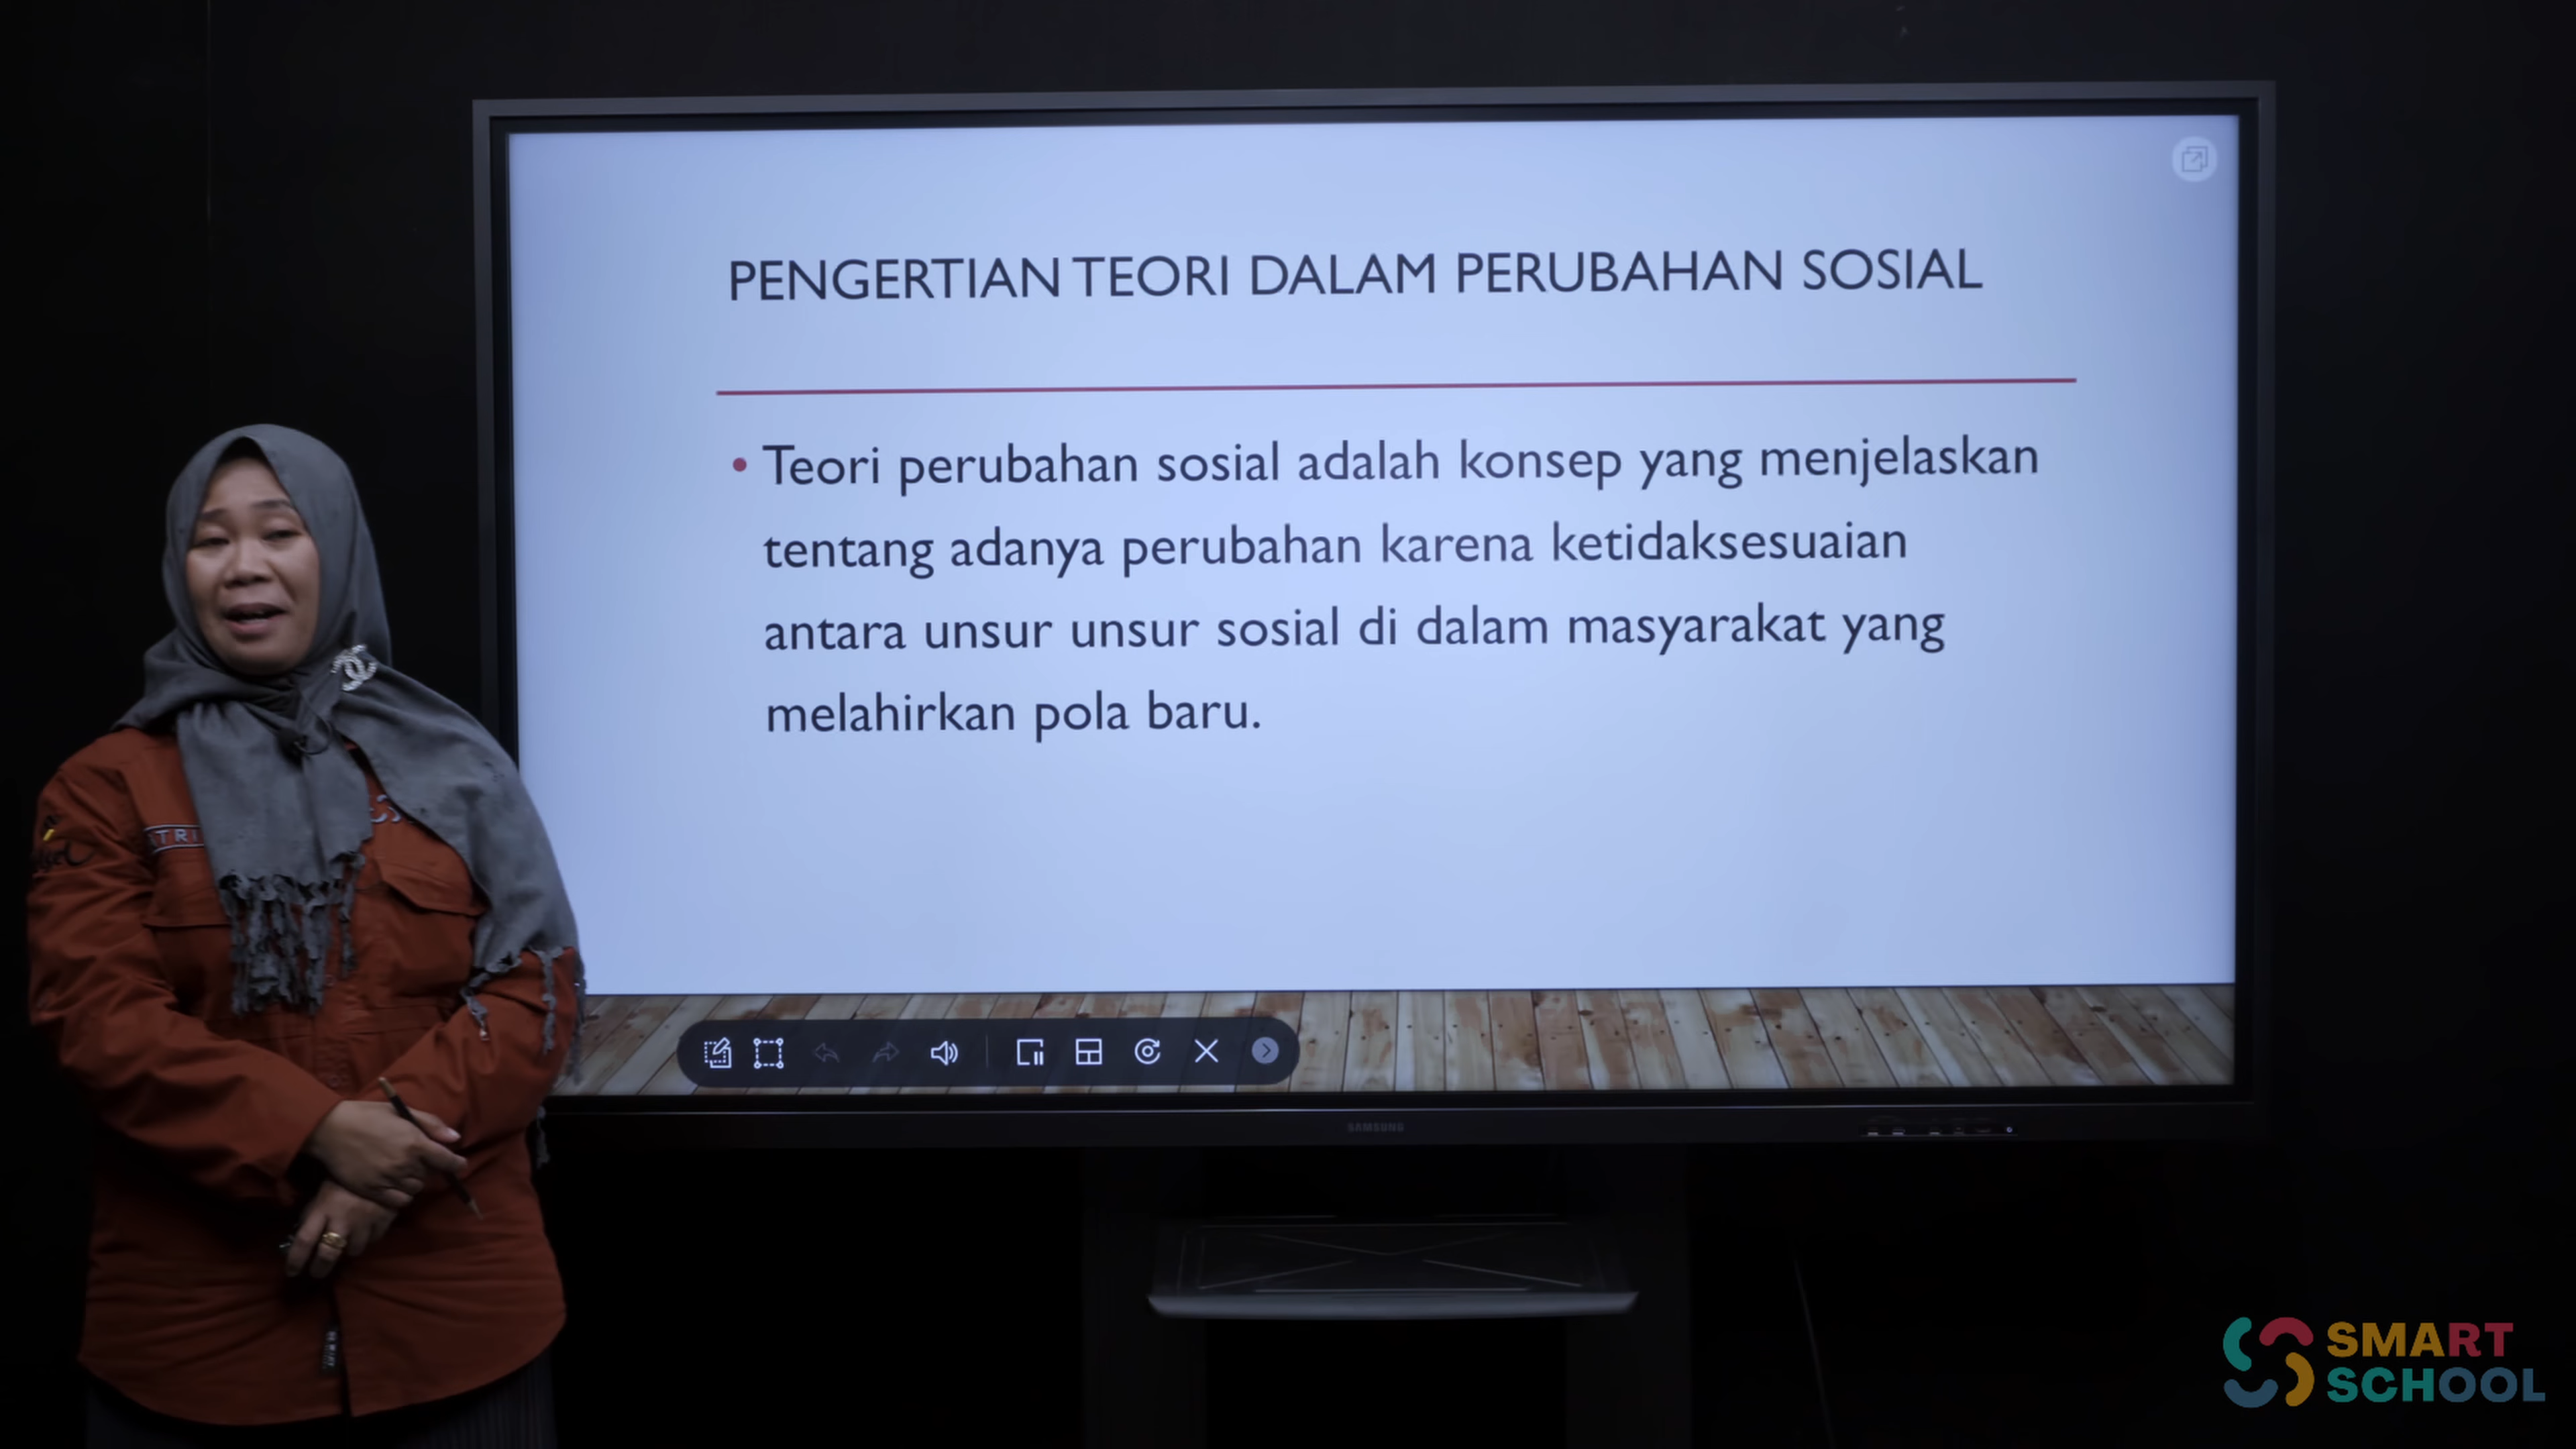 PENGERTIAN TEORI DALAM PERUBAHAN SOSIAL
• Teori perubahan sosial adalah konsep yang menjelaskan
tentang adanya perubahan karena ketidaksesuaian
antara unsur unsur sosial di dalam masyarakat yang
melahirkan pola baru.
SAMSUNG
SMART
SCHOOL